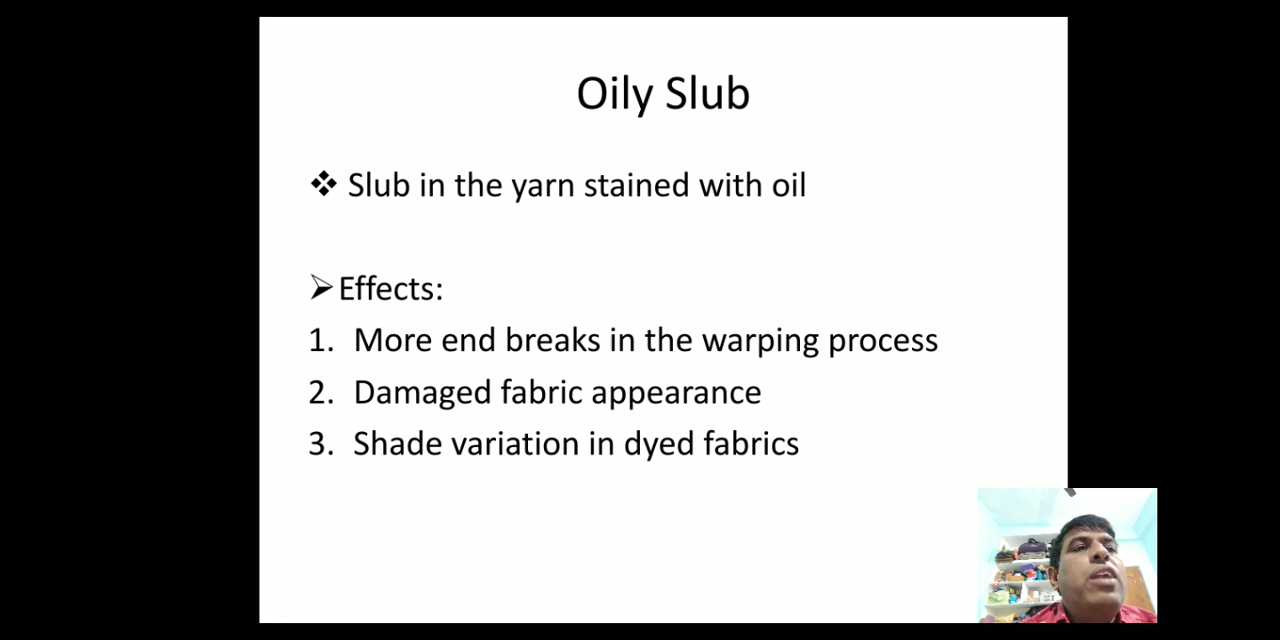 Oily Slub
❖ Slub in the yarn stained with oil
➢ Effects:
1. More end breaks in the warping process
2. Damaged fabric appearance
3. Shade variation in dyed fabrics